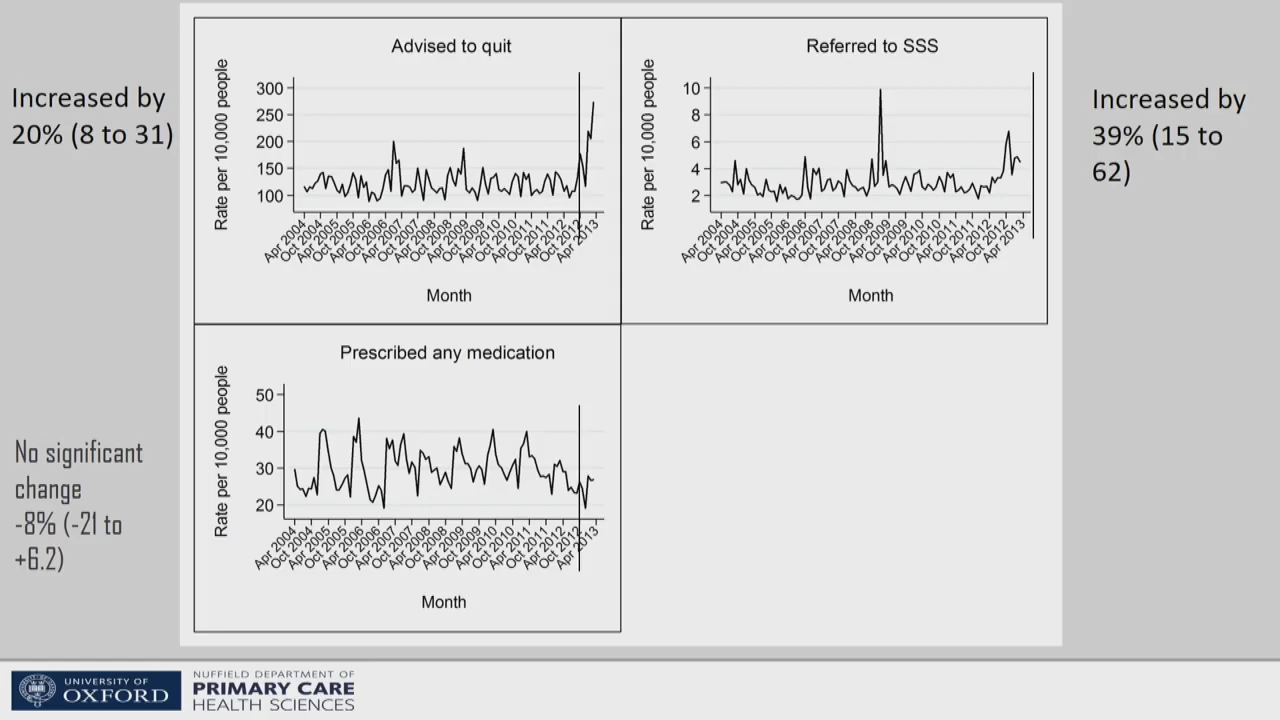 Increased by
20% (8 to 31)
Advised to quit
Rate per 10,000 people
300
250
200
150
100
Apr 2004
Oct 2004
Apr 2005
Oct 2005
Apr 2006
Oct 2006
Apr 2007
Oct 2007
Apr 2008
Oct 2008
Apr 2009
Oct 2009
Apr 2010
Oct 2010
Apr 2011
Oct 2011
Apr 2012
Oct 2012
Apr 2013
Month
Referred to SSS
Rate per 10,000 people
10
8
6
4
2
Apr 2004
Oct 2004
Apr 2005
Oct 2005
Apr 2006
Oct 2006
Apr 2007
Oct 2007
Apr 2008
Oct 2008
Apr 2009
Oct 2009
Apr 2010
Oct 2010
Apr 2011
Oct 2011
Apr 2012
Oct 2012
Apr 2013
Month
Increased by
39% (15 to
62)
No significant
change
-8% (-21 to
+6.2)
Prescribed any medication
Rate per 10,000 people
50
40
30
20
Apr 2004
Oct 2004
Apr 2005
Oct 2005
Apr 2006
Oct 2006
Apr 2007
Oct 2007
Apr 2008
Oct 2008
Apr 2009
Oct 2009
Apr 2010
Oct 2010
Apr 2011
Oct 2011
Apr 2012
Oct 2012
Apr 2013
Month
UNIVERSITY OF
OXFORD
NUFFIELD DEPARTMENT OF
PRIMARY CARE
HEALTH SCIENCES